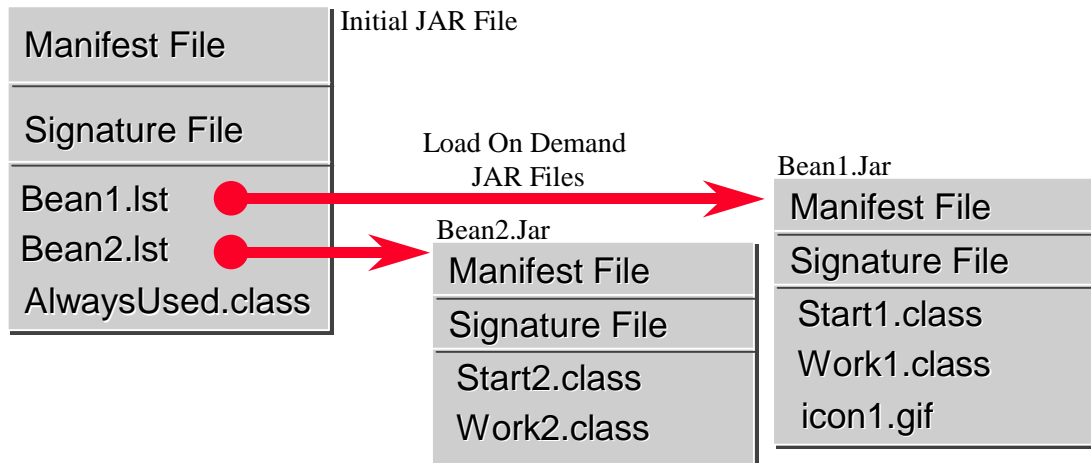 Initial JAR File
Manifest File
Signature File
Bean1.lst
Bean2.lst
AlwaysUsed.class
Load On Demand
JAR Files
Bean2.Jar
Manifest File
Signature File
Start2.class
Work2.class
Bean1.Jar
Manifest File
Signature File
Start1.class
Work1.class
icon1.gif